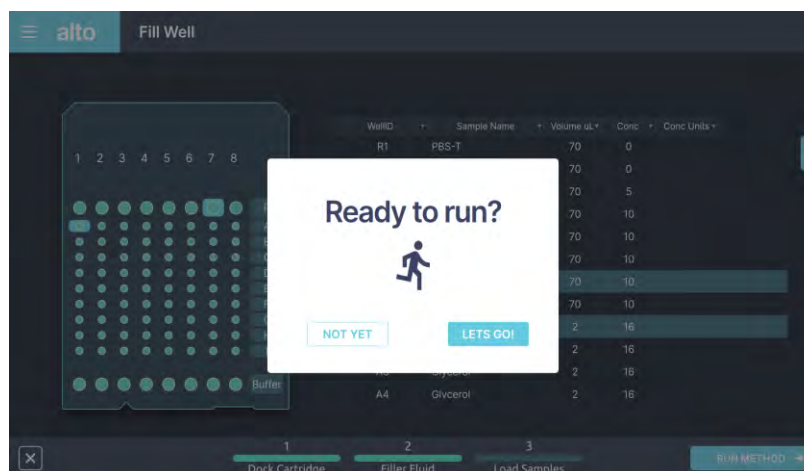 alto
Fill Well
WellID Sample Name Volume uL Conc Conc Units
R1 PBS-T 70 0
1 2 3 4 5 6 7 8
70 0
70 5
Ready to run?
70 10
70 10
70 10
70 10
70 10
NOT YET
LETS GO!
2 16
2 16
Glycerol 2 16
Buffer
A4 Glycerol 2 16
1 2 3
Dock Cartridge Filler Fluid Load Samples
RUN METHOD